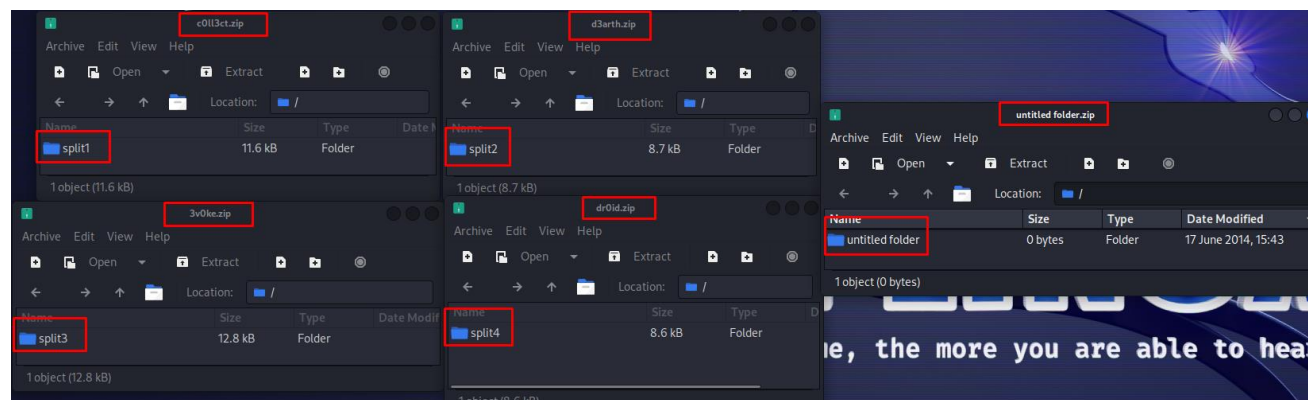 c0ll3ct.zip
Archive Edit View Help
Open Extract
Location: /
Name Size Type
split1 11.6 kB Folder
1 object (11.6 kB)
d3arth.zip
Archive Edit View Help
Open Extract
Location: /
Name Size Type
split2 8.7 kB Folder
1 object (8.7 kB)
3v0ke.zip
Archive Edit View Help
Open Extract
Location: /
Name Size Type Date Modif
split3 12.8 kB Folder
1 object (12.8 kB)
dr0id.zip
Archive Edit View Help
Open Extract
Location: /
Name Size Type
split4 8.6 kB Folder
1 object (8.6 kB)
untitled folder.zip
Archive Edit View Help
Open Extract
Location: /
Name Size Type Date Modified
untitled folder 0 bytes Folder 17 June 2014, 15:43
1 object (0 bytes)
the more you are able to hea